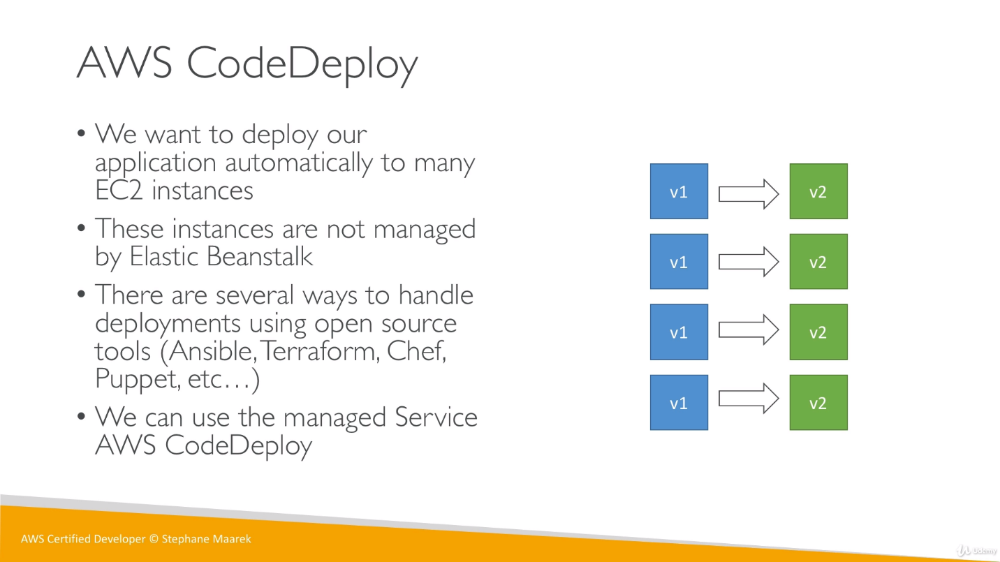 AWS CodeDeploy
• We want to deploy our
application automatically to many
EC2 instances
• These instances are not managed
by Elastic Beanstalk
• There are several ways to handle
deployments using open source
tools (Ansible, Terraform, Chef,
Puppet, etc…)
• We can use the managed Service
AWS CodeDeploy
v1 v2
v1 v2
v1 v2
v1 v2
AWS Certified Developer © Stephane Maarek
Udemy